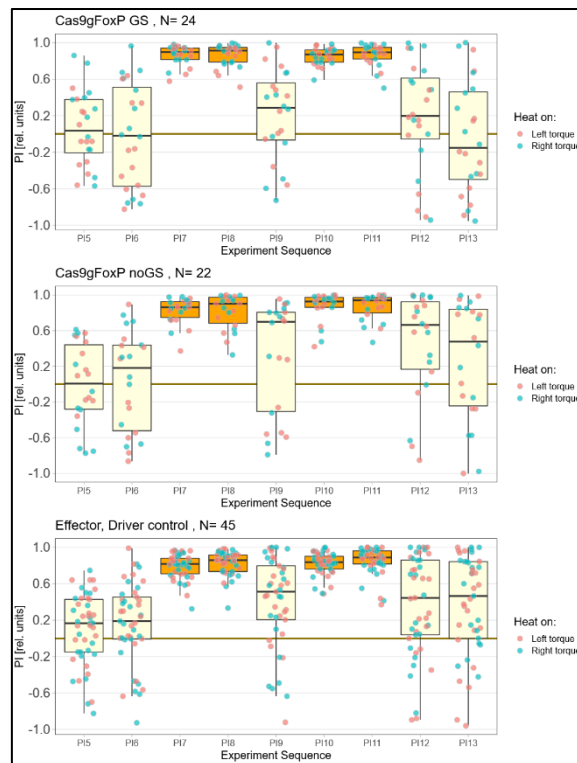 Cas9gFoxP GS , N= 24
PI [rel. units]
1.0
0.6
0.2
-0.2
-0.6
-1.0
PI5 PI6 PI7 PI8 PI9 PI10 PI11 PI12 PI13
Experiment Sequence
Heat on:
Left torque
Right torque
Cas9gFoxP noGS , N= 22
PI [rel. units]
1.0
0.6
0.2
-0.2
-0.6
-1.0
PI5 PI6 PI7 PI8 PI9 PI10 PI11 PI12 PI13
Experiment Sequence
Heat on:
Left torque
Right torque
Effector, Driver control , N= 45
PI [rel. units]
1.0
0.6
0.2
-0.2
-0.6
-1.0
PI5 PI6 PI7 PI8 PI9 PI10 PI11 PI12 PI13
Experiment Sequence
Heat on:
Left torque
Right torque